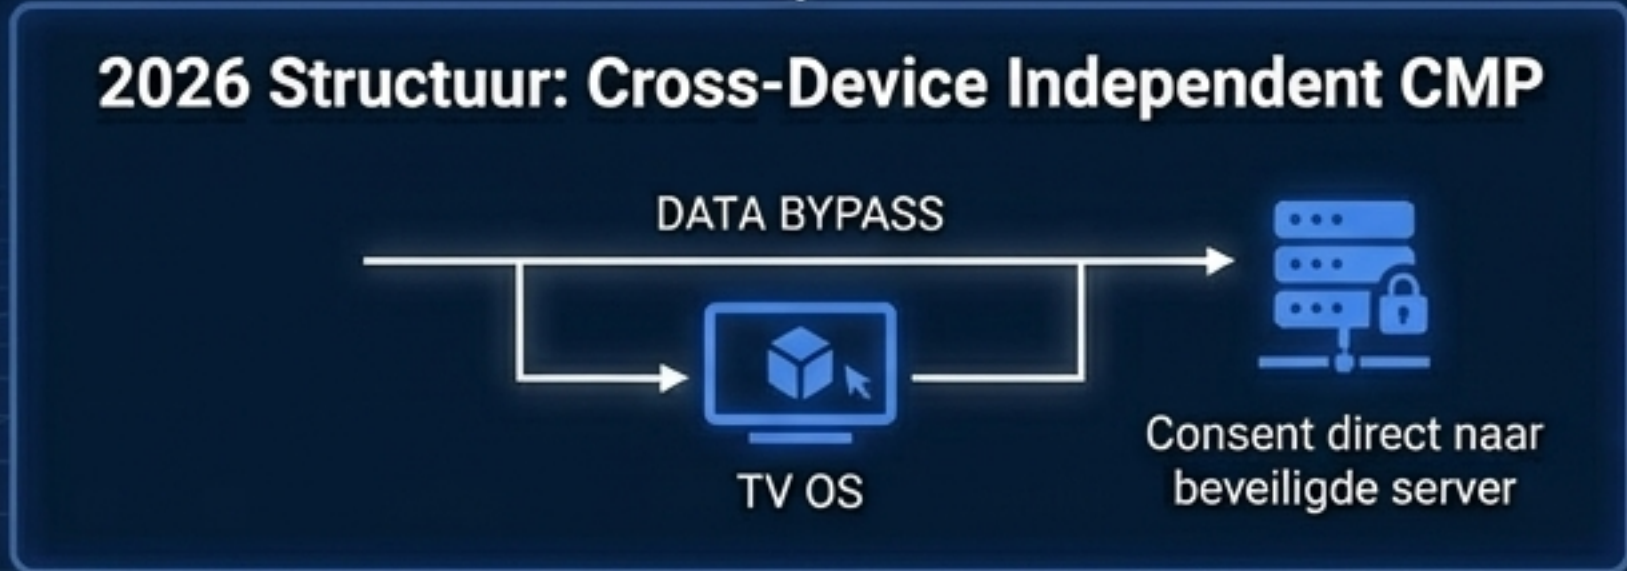 2026 Structuur: Cross-Device Independent CMP
DATA BYPASS
TV OS
Consent direct naar
beveiligde server